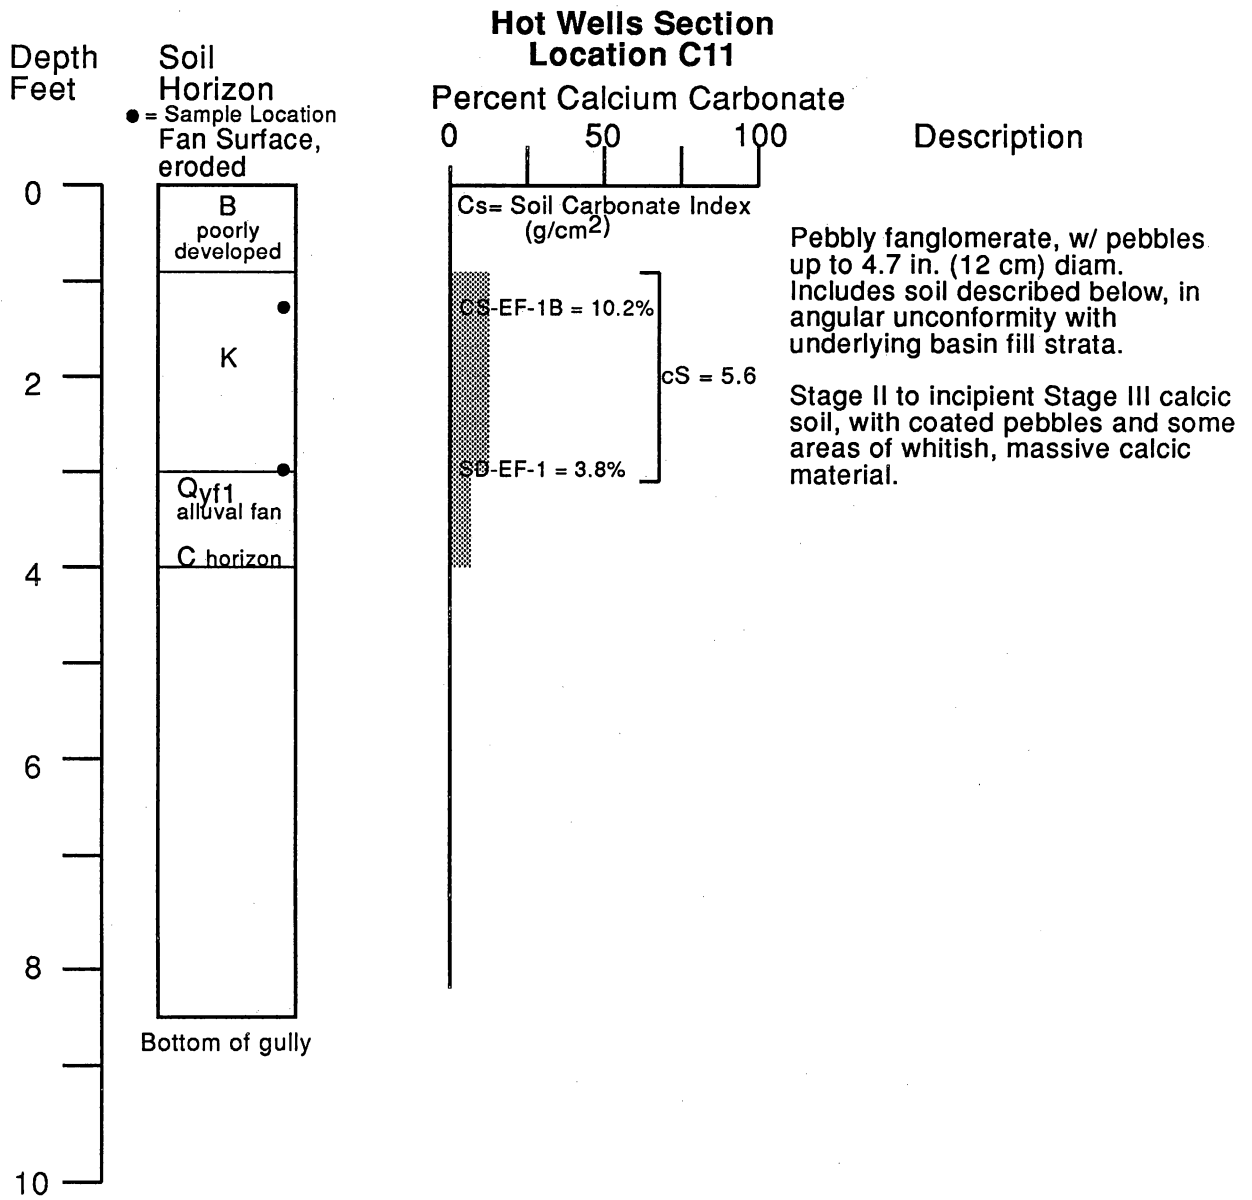 Hot Wells Section
Location C11
Depth
Feet
Soil
Horizon
● = Sample Location
Fan Surface,
eroded
Percent Calcium Carbonate
0 50 100
Description
0
2
4
6
8
10
B
poorly
developed
K
Qyf1
alluval fan
C horizon
Bottom of gully
Cs= Soil Carbonate Index
(g/cm2)
CS-EF-1B = 10.2%
cS = 5.6
SD-EF-1 = 3.8%
Pebbly fanglomerate, w/ pebbles
up to 4.7 in. (12 cm) diam.
Includes soil described below, in
angular unconformity with
underlying basin fill strata.
Stage II to incipient Stage III calcic
soil, with coated pebbles and some
areas of whitish, massive calcic
material.